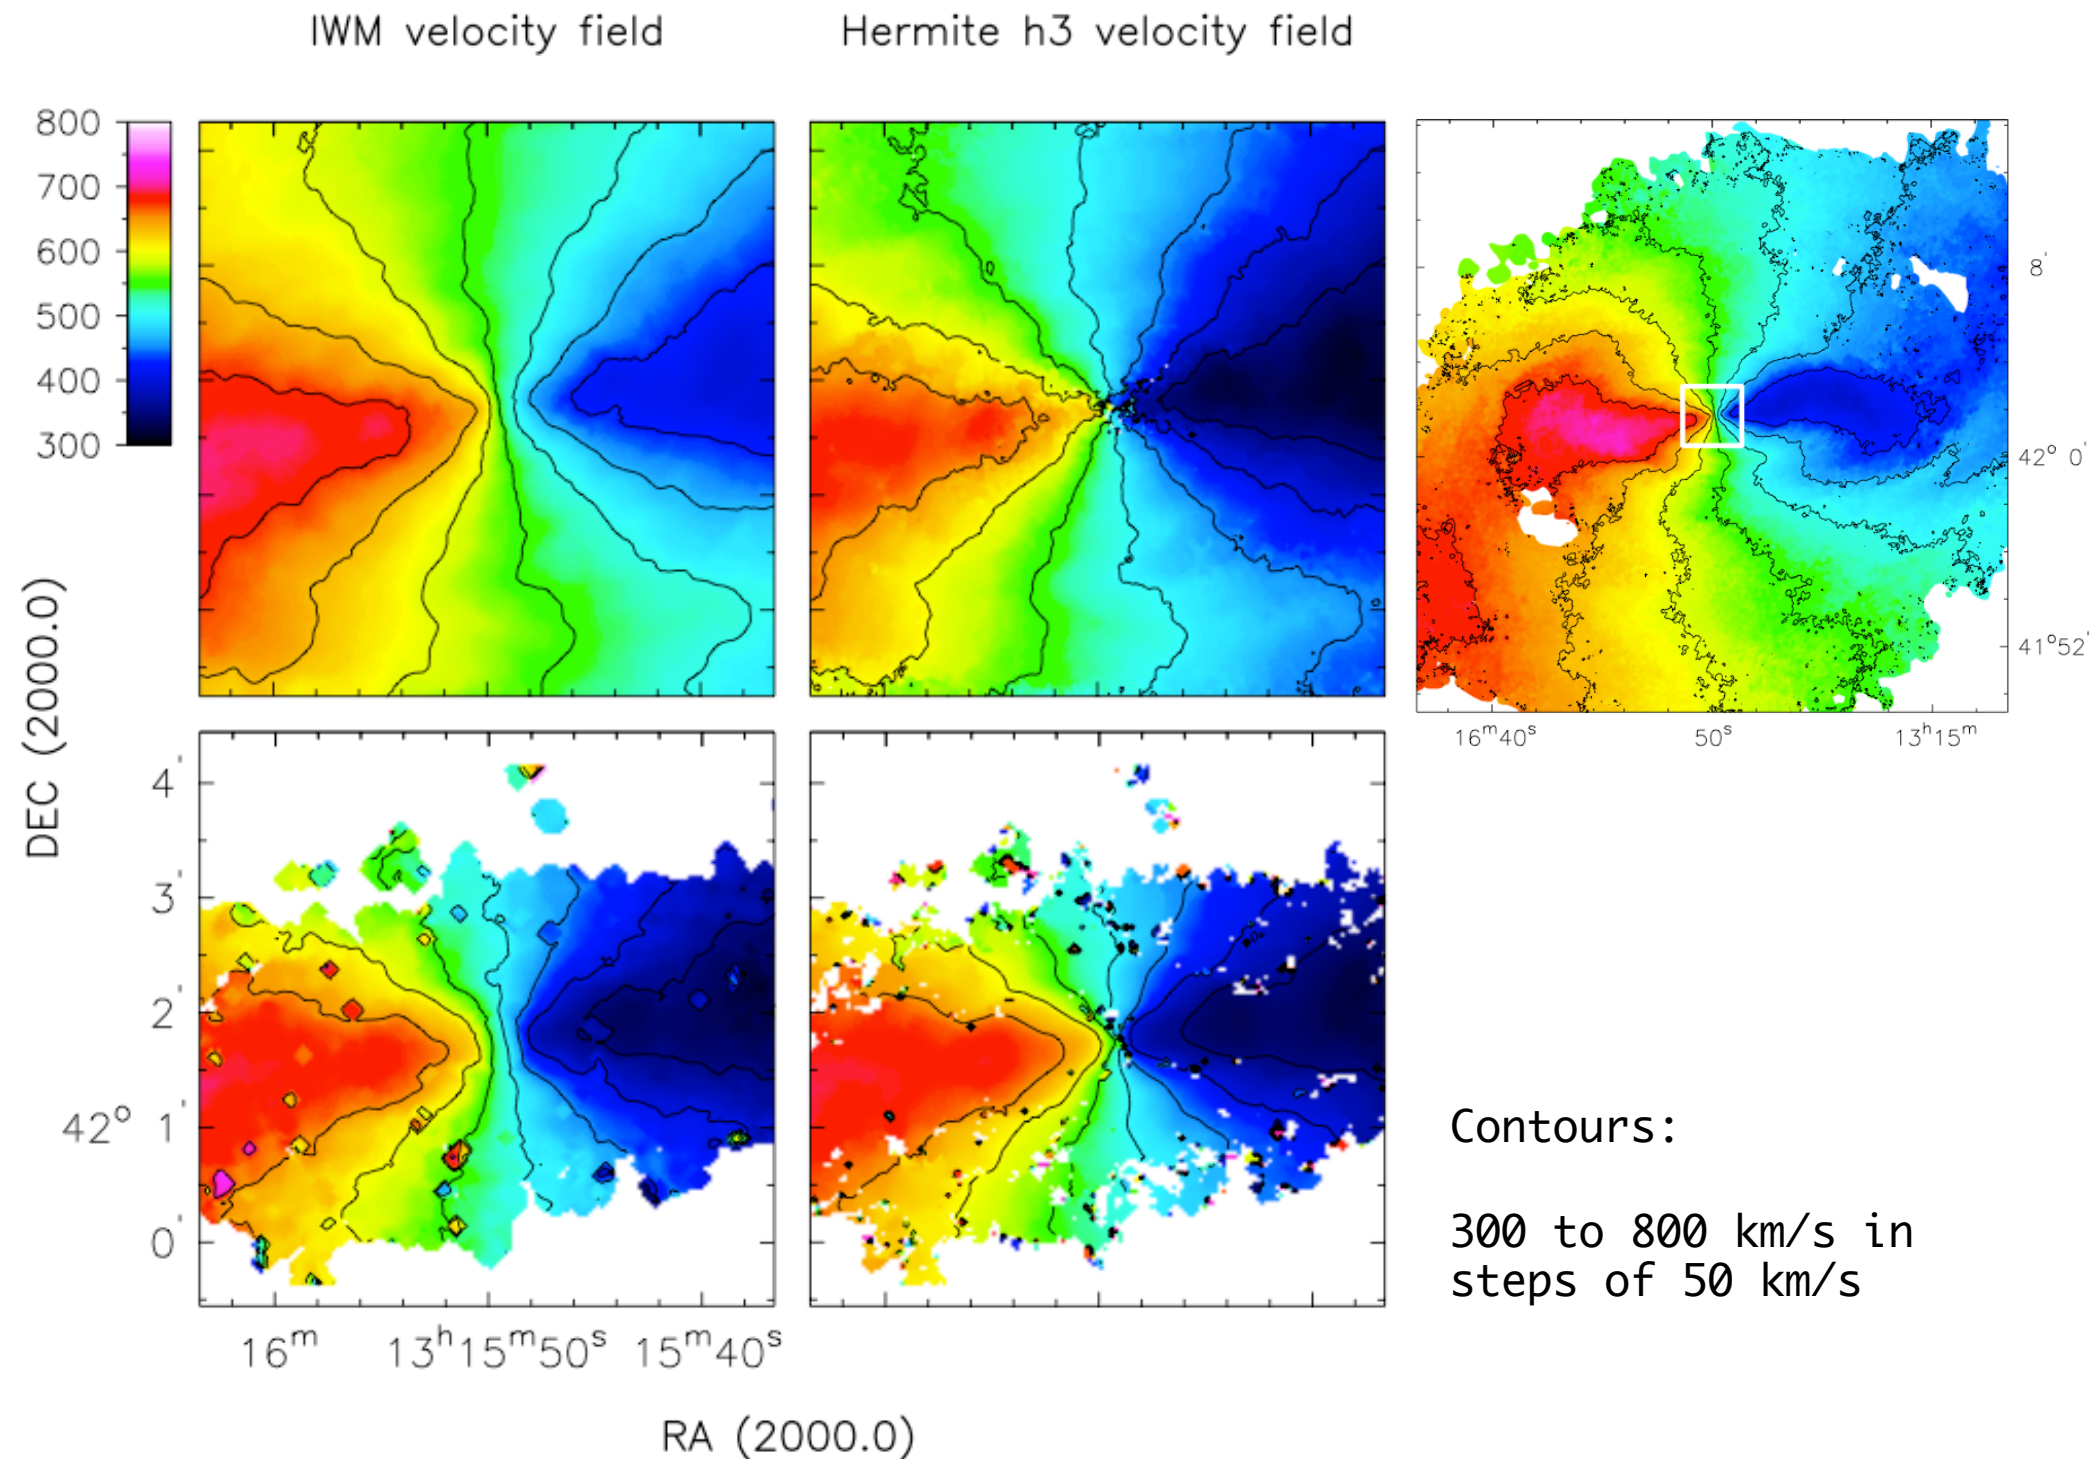 IWM velocity field
Hermite h3 velocity field
800
700
600
500
400
300
8'
42° 0'
41°52'
16ᵐ40ˢ
50ˢ
13ʰ15ᵐ
DEC (2000.0)
4'
3'
2'
42° 1'
0'
16ᵐ
13ʰ15ᵐ50ˢ
15ᵐ40ˢ
RA (2000.0)
Contours:
300 to 800 km/s in
steps of 50 km/s